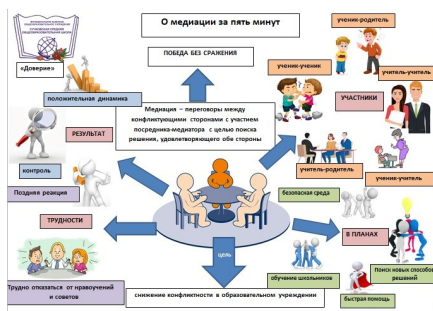 О медиации за пять минут
ПОБЕДА БЕЗ СРАЖЕНИЯ
«Доверие»
положительная динамика
Медиация – переговоры между
конфликтующими сторонами с участием
посредника-медиатора с целью поиска
решения, удовлетворяющего обе стороны
РЕЗУЛЬТАТ
контроль
Поздняя реакция
ТРУДНОСТИ
Трудно отказаться от нравоучений
и советов
ЦЕЛЬ
снижение конфликтности в образовательном учреждении
ученик-родитель
ученик-ученик
учитель-учитель
УЧАСТНИКИ
учитель-родитель
ученик-учитель
безопасная среда
В ПЛАНАХ
обучение школьников
Поиск новых способов
решений
быстрая помощь